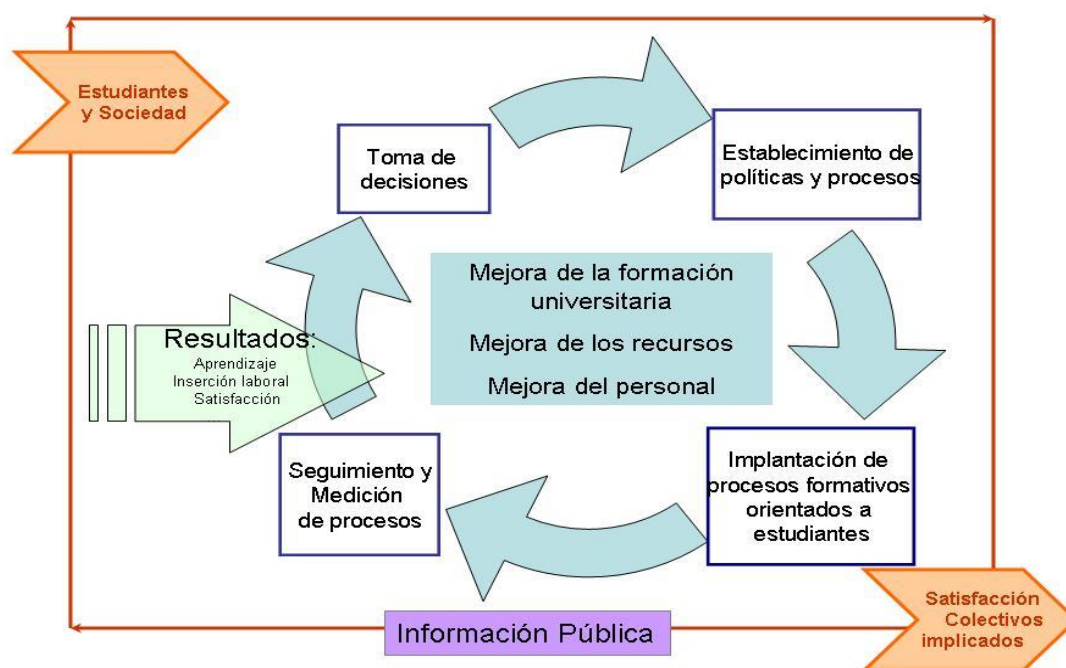 Estudiantes
y Sociedad
Toma de
decisiones
Establecimiento de
políticas y procesos
Mejora de la formación
universitaria
Mejora de los recursos
Mejora del personal
Resultados:
Aprendizaje
Inserción laboral
Satisfacción
...
Seguimiento y
Medición
de procesos
Implantación de
procesos formativos
orientados a
estudiantes
Información Pública
Satisfacción
Colectivos
implicados